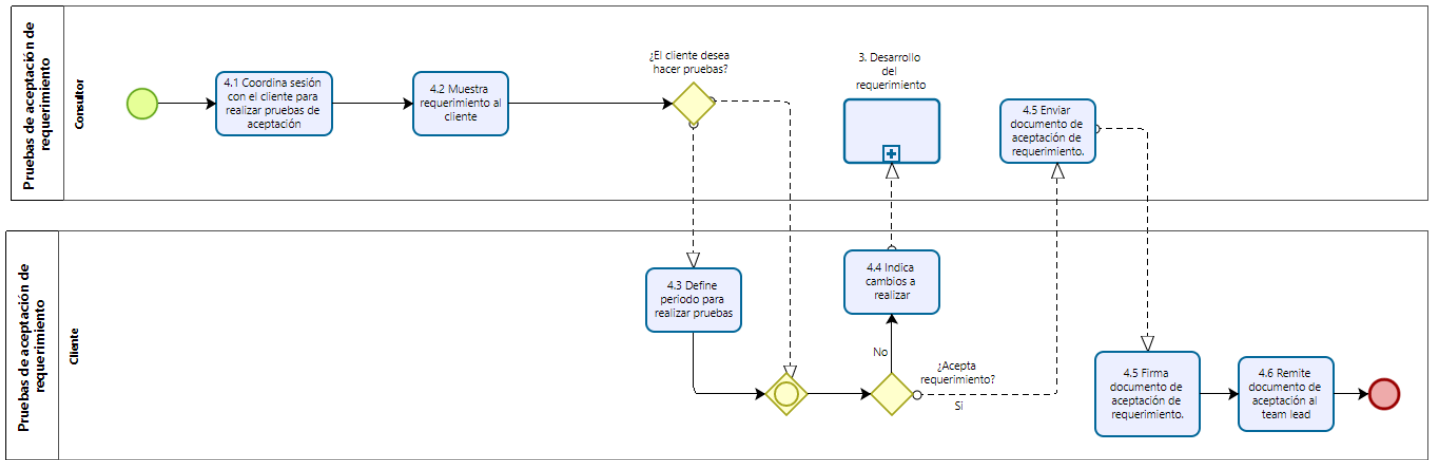 Pruebas de aceptación de
requerimiento
Consultor
4.1 Coordina sesión
con el cliente para
realizar pruebas de
aceptación
4.2 Muestra
requerimiento al
cliente
¿El cliente desea
hacer pruebas?
3. Desarrollo
del
requerimiento
4.5 Enviar
documento de
aceptación de
requerimiento.
Pruebas de aceptación de
requerimiento
Cliente
4.3 Define
periodo para
realizar pruebas
4.4 Indica
cambios a
realizar
No
¿Acepta
requerimiento?
Sí
4.5 Firma
documento de
aceptación de
requerimiento.
4.6 Remite
documento de
aceptación al
team lead